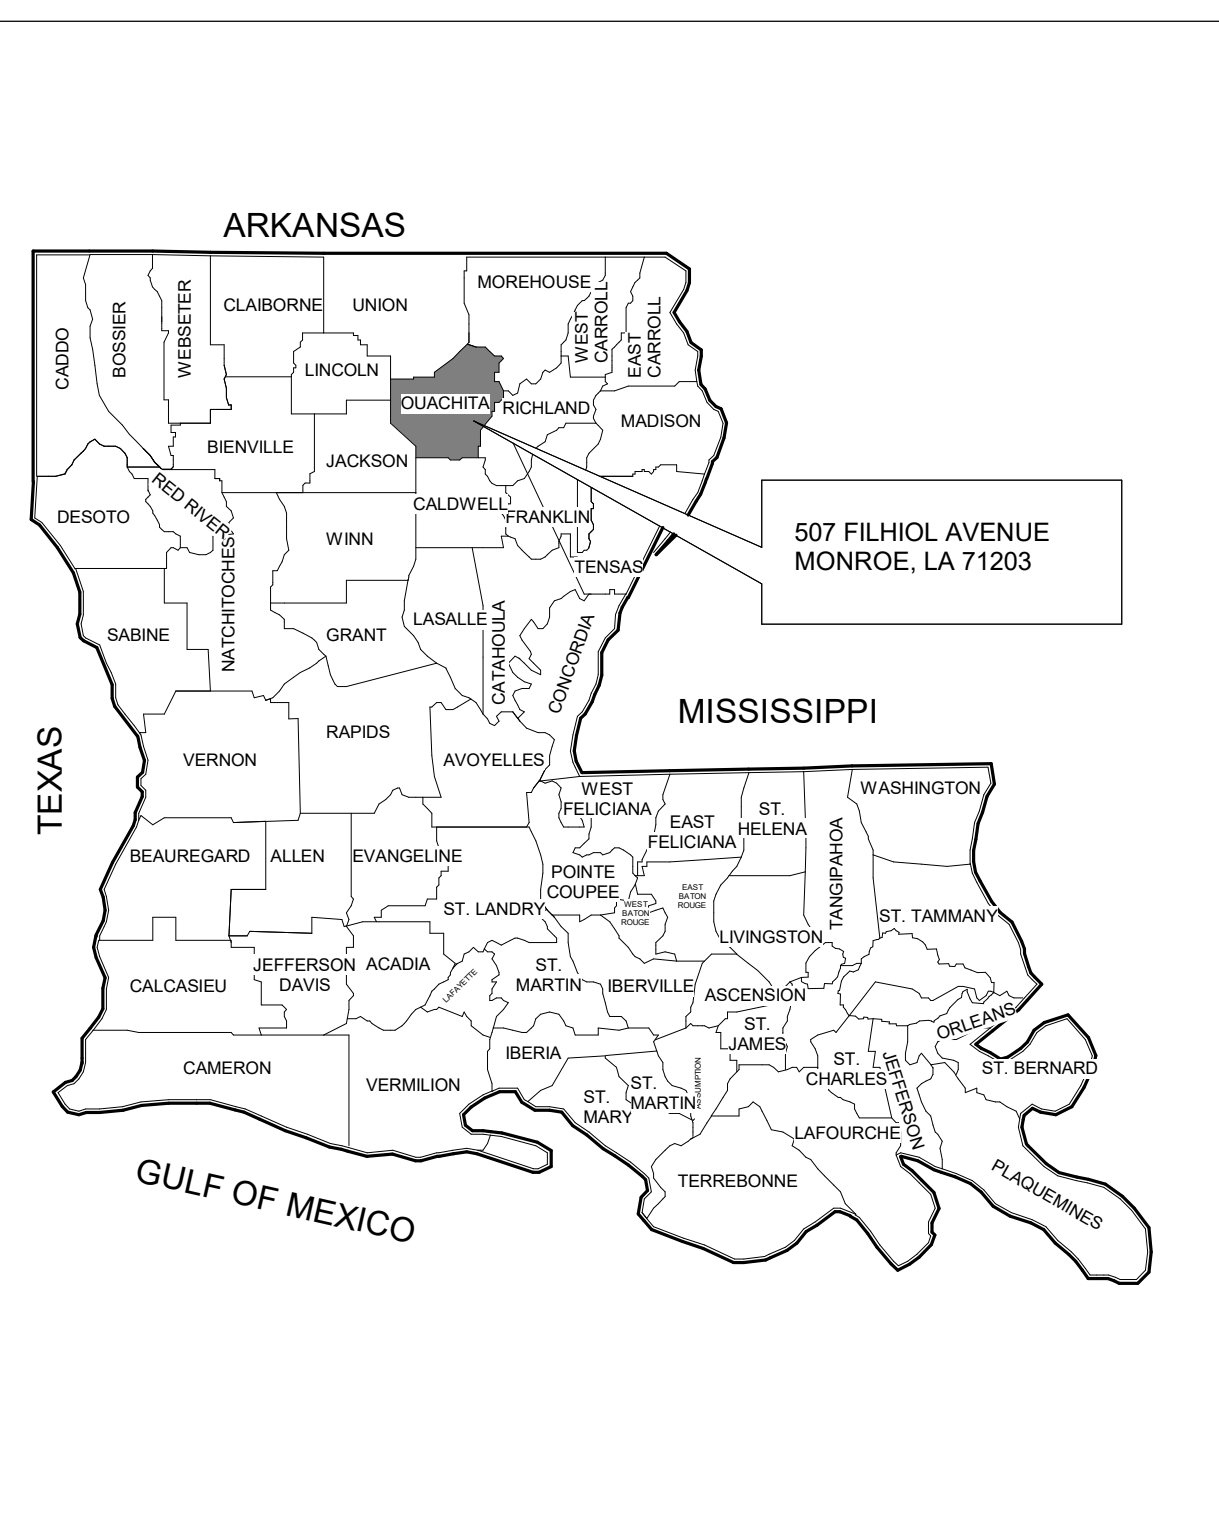 ARKANSAS
MOREHOUSE
CLAIBORNE
UNION
WEBSETER
BOSSIER
CADDO
WEST
CARROLL
EAST
CARROLL
LINCOLN
OUACHITA
RICHLAND
MADISON
BIENVILLE
JACKSON
RED RIVER
DESOTO
CALDWELL
FRANKLIN
WINN
NATCHITOCHES
TENSAS
507 FILHIOL AVENUE
MONROE, LA 71203
SABINE
GRANT
LASALLE
CATAHOULA
CONCORDIA
MISSISSIPPI
TEXAS
VERNON
RAPIDS
AVOYELLES
WEST
FELICIANA
EAST
FELICIANA
ST.
HELENA
TANGIPAHOA
WASHINGTON
BEAUREGARD
ALLEN
EVANGELINE
POINTE
COUPEE
WEST
BATON
ROUGE
EAST
BATON
ROUGE
ST. LANDRY
LIVINGSTON
ST. TAMMANY
CALCASIEU
JEFFERSON
DAVIS
ACADIA
LAFAYETTE
ST.
MARTIN
IBERVILLE
ASCENSION
ORLEANS
ST.
JAMES
CAMERON
VERMILION
IBERIA
ST.
MARY
ST.
MARTIN
ASSUMPTION
ST.
CHARLES
JEFFERSON
ST. BERNARD
LAFOURCHE
TERREBONNE
PLAQUEMINES
GULF OF MEXICO